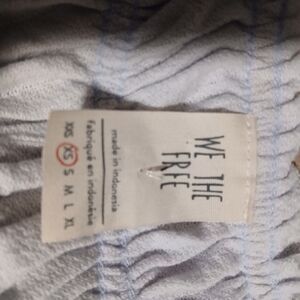 WE THE
FREE
made in indonesia
fabriqué en indonésie
XXS XS S M L XL